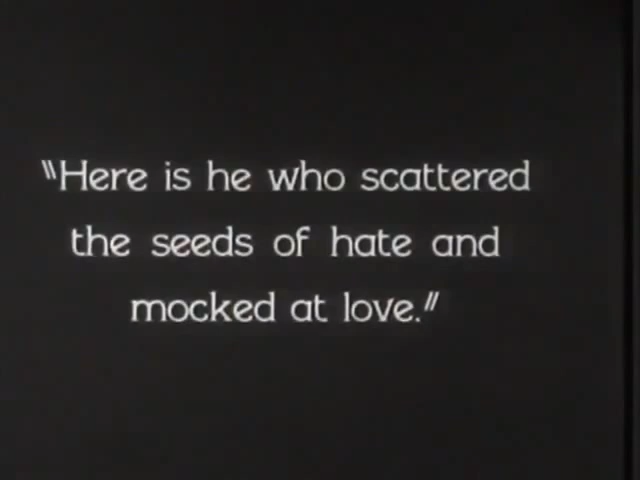 "Here is he who scattered
the seeds of hate and
mocked at love."